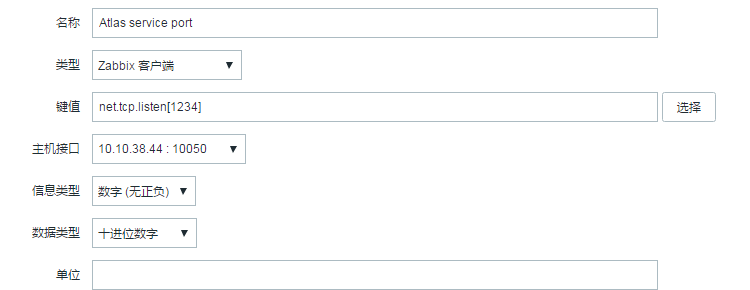 名称 Atlas service port
类型 Zabbix 客户端
键值 net.tcp.listen[1234] 选择
主机接口 10.10.38.44 : 10050
信息类型 数字 (无正负)
数据类型 十进位数字
单位